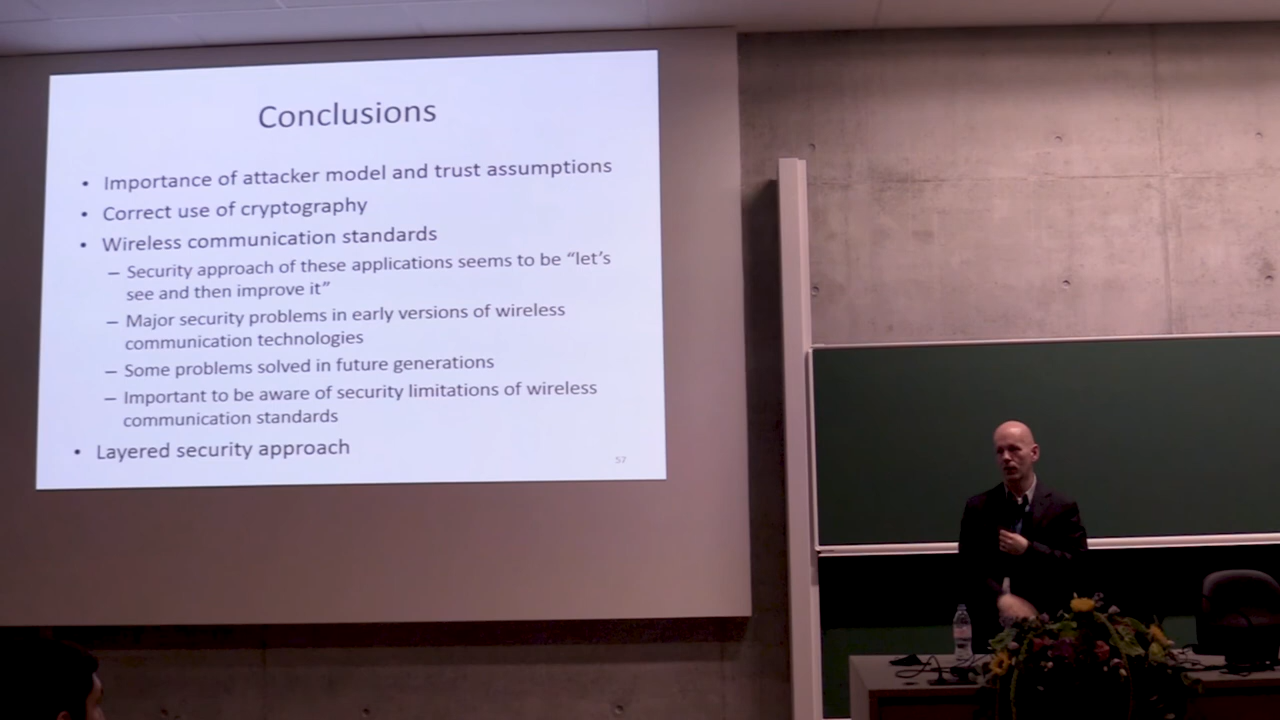 Conclusions
• Importance of attacker model and trust assumptions
• Correct use of cryptography
• Wireless communication standards
– Security approach of these applications seems to be “let’s
see and then improve it”
– Major security problems in early versions of wireless
communication technologies
– Some problems solved in future generations
– Important to be aware of security limitations of wireless
communication standards
• Layered security approach
57